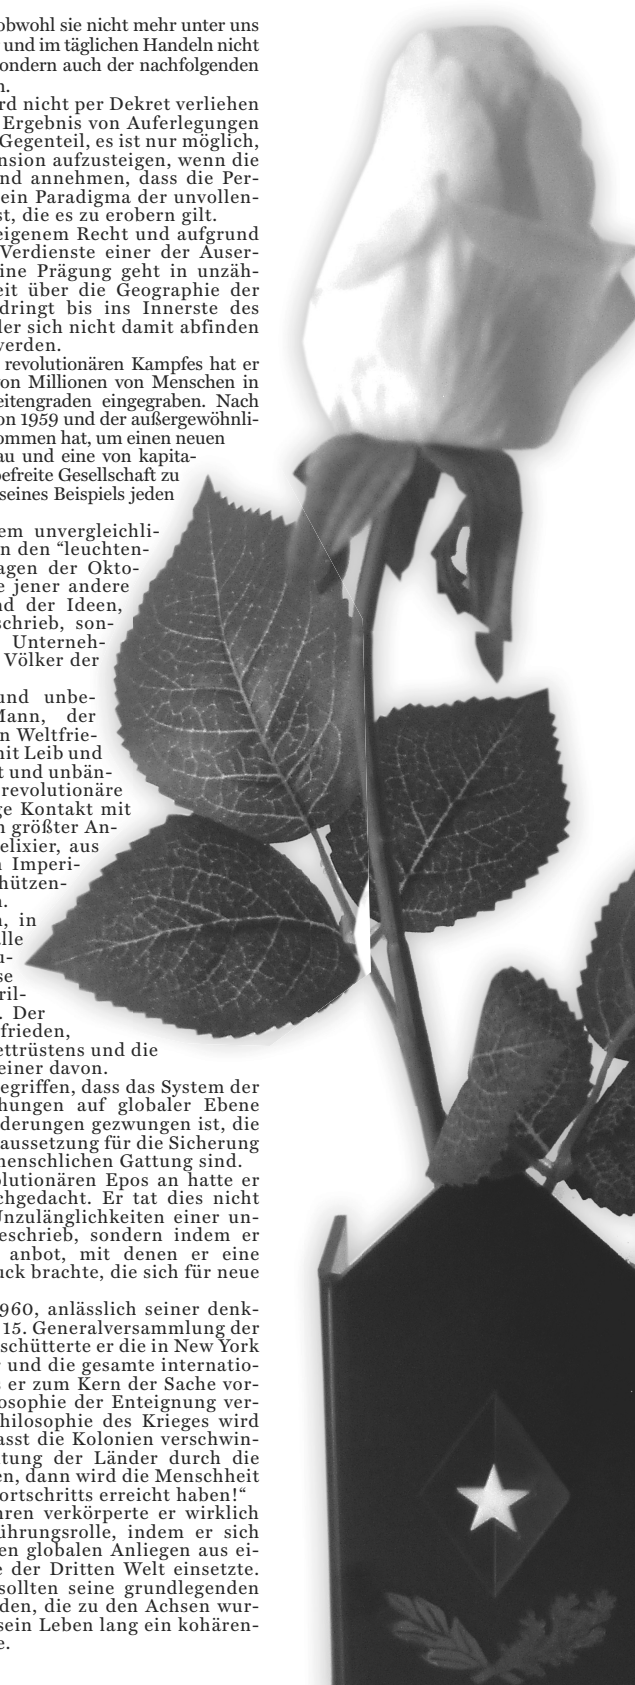 obwohl sie nicht mehr unter uns
und im täglichen Handeln nicht
ondern auch der nachfolgenden
n.
rd nicht per Dekret verliehen
Ergebnis von Auferlegungen
Gegenteil, es ist nur möglich,
nsion aufzusteigen, wenn die
nd annehmen, dass die Per-
ein Paradigma der unvollen-
st, die es zu erobern gilt.
eigenem Recht und aufgrund
Verdienste einer der Auser-
ine Prägung geht in unzäh-
eit über die Geographie der
dringt bis ins Innerste des
der sich nicht damit abfinden
verden.
revolutionären Kampfes hat er
von Millionen von Menschen in
eitengraden eingegraben. Nach
on 1959 und der außergewöhnli-
ommen hat, um einen neuen
au und eine von kapita-
befreite Gesellschaft zu
seines Beispiels jeden
em unvergleichli-
n den “leuchten-
agen der Okto-
e jener andere
nd der Ideen,
schrieb, son-
Unterneh-
Völker der
und unbe-
Mann, der
n Weltfrie-
nit Leib und
t und unbän-
revolutionäre
ge Kontakt mit
n größter An-
elixier, aus
n Imperi-
hützen-
n.
n, in
alle
u-
se
ril-
. Der
frieden,
ettrüstens und die
einer davon.
egriffen, dass das System der
hungen auf globaler Ebene
derungen gezwungen ist, die
aussetzung für die Sicherung
menschlichen Gattung sind.
olutionären Epos an hatte er
chgedacht. Er tat dies nicht
Unzulänglichkeiten einer un-
eschrieb, sondern indem er
anbot, mit denen er eine
uck brachte, die sich für neue
960, anlässlich seiner denk-
15. Generalversammlung der
schütterte er die in New York
r und die gesamte internatio-
s er zum Kern der Sache vor-
osophie der Enteignung ver-
hilosophie des Krieges wird
asst die Kolonien verschwin-
tung der Länder durch die
en, dann wird die Menschheit
ortschritts erreicht haben!“
hren verkörperte er wirklich
ührungsrolle, indem er sich
en globalen Anliegen aus ei-
e der Dritten Welt einsetzte.
sollten seine grundlegenden
den, die zu den Achsen wur-
sein Leben lang ein kohären-
e.